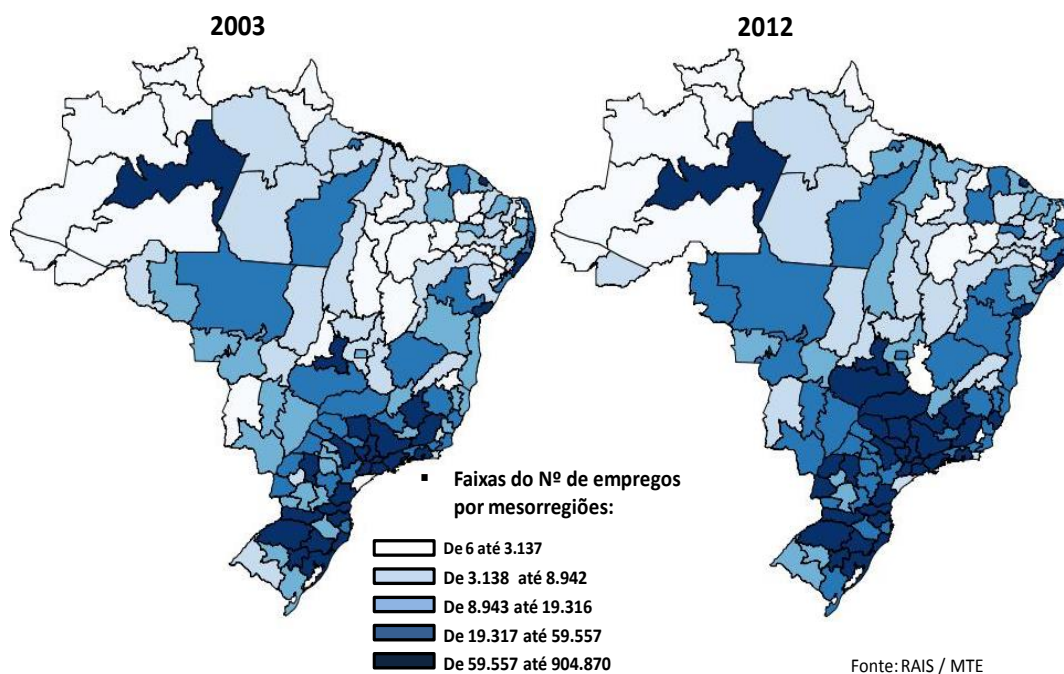 2003
2012
▪ Faixas do Nº de empregos
por mesorregiões:
De 6 até 3.137
De 3.138 até 8.942
De 8.943 até 19.316
De 19.317 até 59.557
De 59.557 até 904.870
Fonte: RAIS / MTE